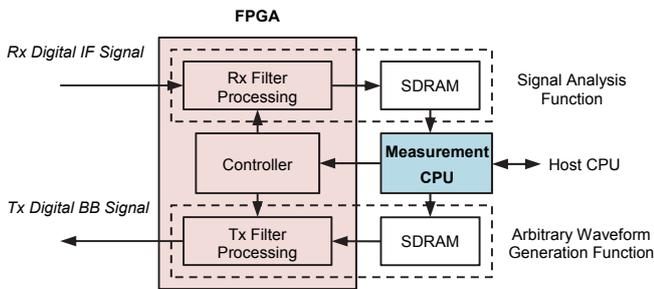 FPGA
Rx Digital IF Signal
Rx Filter
Processing
SDRAM
Signal Analysis
Function
Controller
Measurement
CPU
Host CPU
Tx Digital BB Signal
Tx Filter
Processing
SDRAM
Arbitrary Waveform
Generation Function